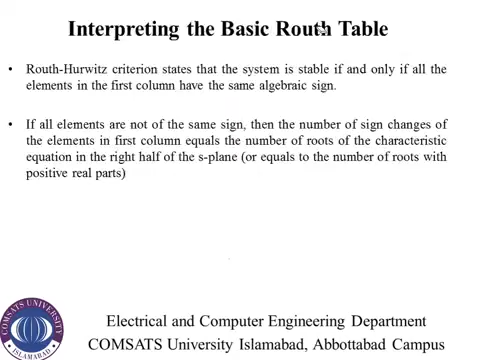 Interpreting the Basic Routh Table
• Routh-Hurwitz criterion states that the system is stable if and only if all the
elements in the first column have the same algebraic sign.
• If all elements are not of the same sign, then the number of sign changes of
the elements in first column equals the number of roots of the characteristic
equation in the right half of the s-plane (or equals to the number of roots with
positive real parts)
COMSATS UNIVERSITY
· ISLAMABAD ·
Electrical and Computer Engineering Department
COMSATS University Islamabad, Abbottabad Campus